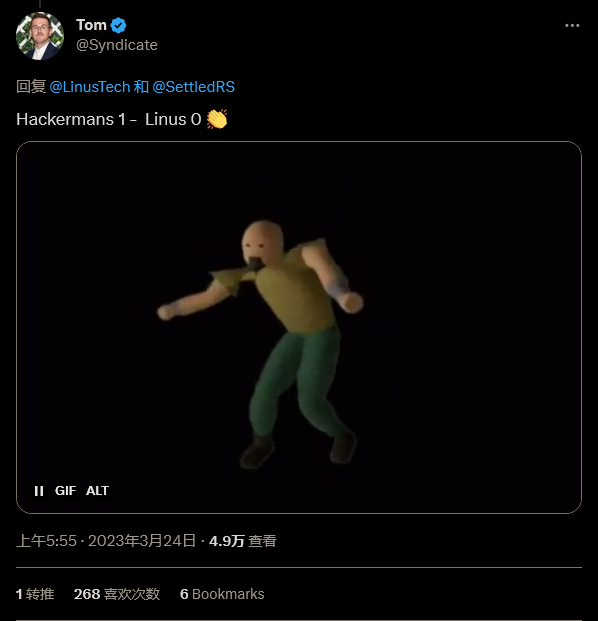 Tom
@Syndicate
回复 @LinusTech 和 @SettledRS
Hackermans 1 - Linus 0 👏
GIF ALT
上午5:55 · 2023年3月24日 · 4.9万 查看
1 转推 268 喜欢次数 6 Bookmarks